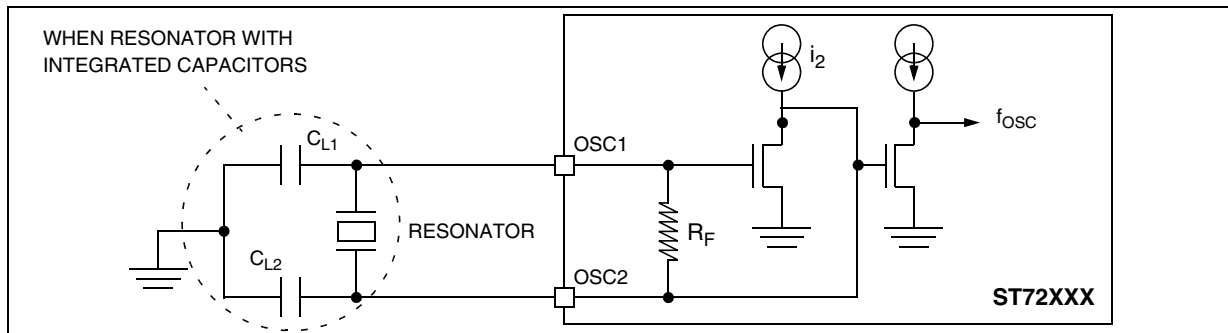 WHEN RESONATOR WITH
INTEGRATED CAPACITORS
i2
fOSC
CL1
OSC1
RESONATOR
RF
CL2
OSC2
ST72XXX